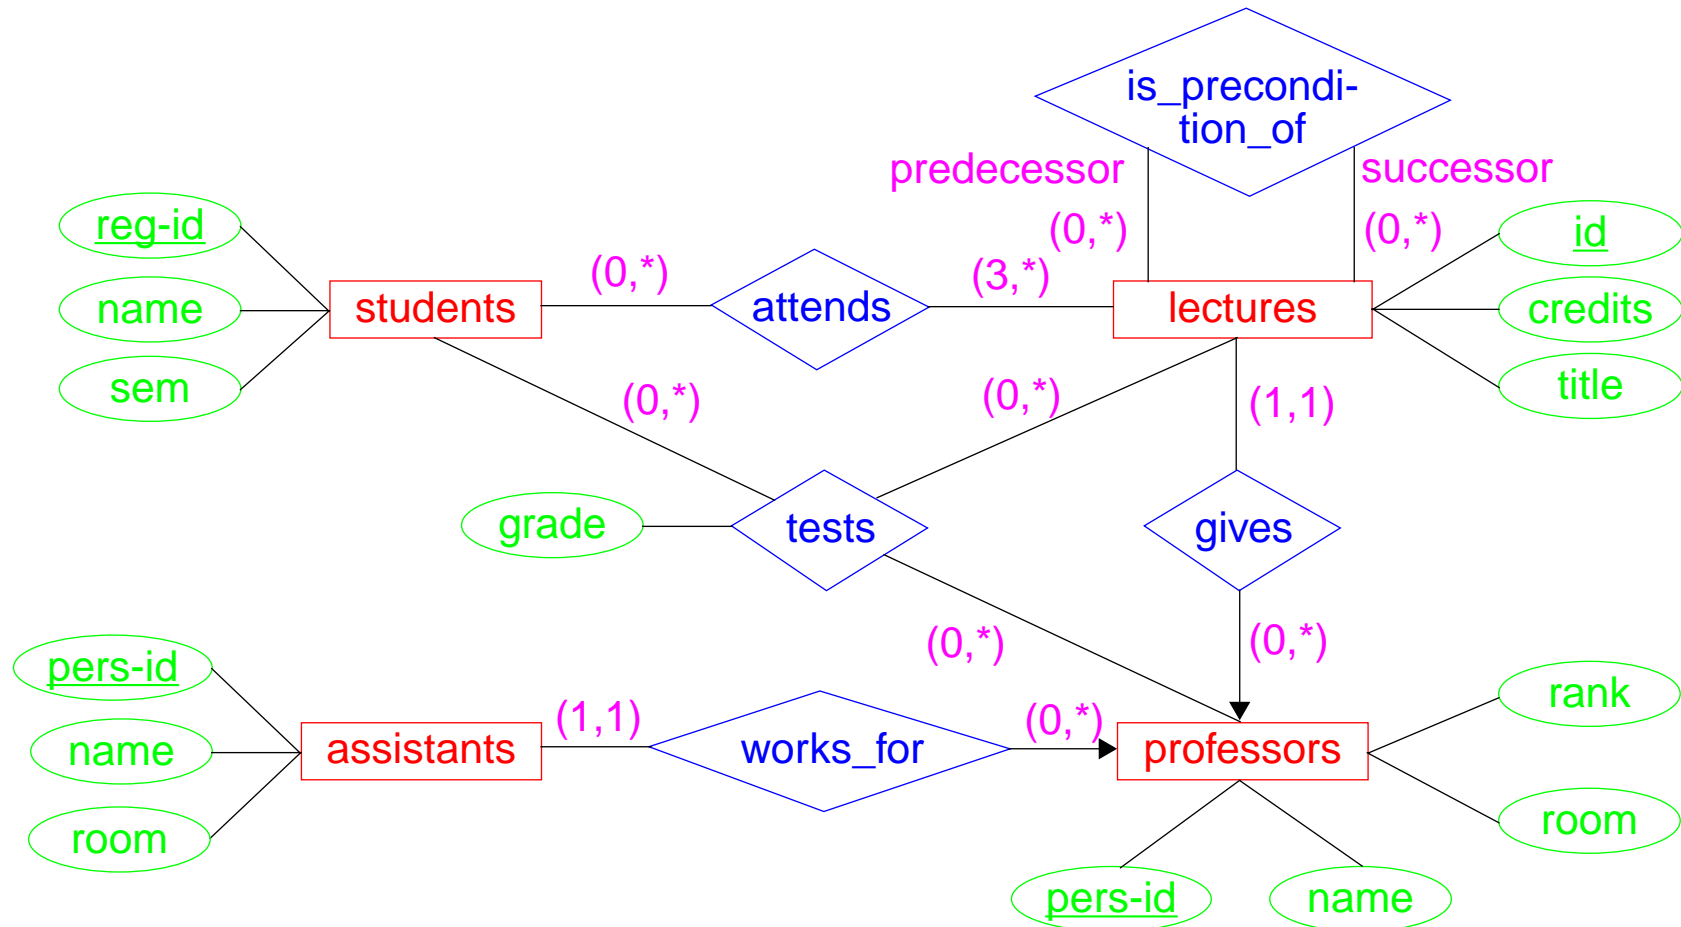 is_precondi-
tion_of
predecessor
successor
reg-id
(0,*)
(0,*)
id
(0,*)
(3,*)
name
students
attends
lectures
credits
sem
(0,*)
(0,*)
(1,1)
title
grade
tests
gives
(0,*)
(0,*)
pers-id
rank
(1,1)
(0,*)
name
assistants
works_for
professors
room
room
pers-id
name